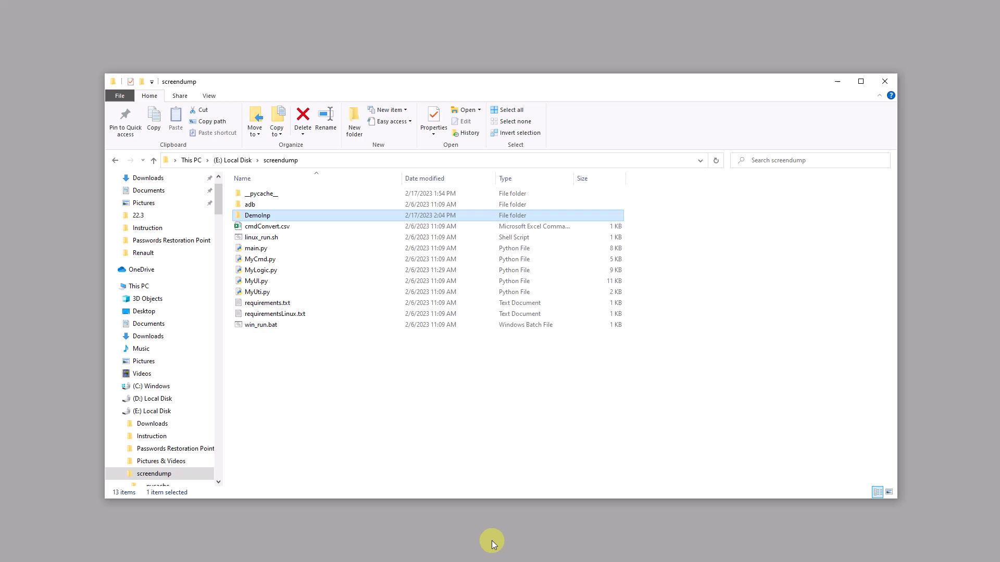 screendump
File Home Share View
Pin to Quick access Copy Paste Cut Copy path Paste shortcut Move to Copy to Delete Rename New folder New item Easy access Properties Open Edit History Select all Select none Invert selection
Clipboard Organize New Open Select
This PC (E:) Local Disk screendump Search screendump
Downloads
Documents
Pictures
22.3
Instruction
Passwords Restoration Point
Renault
OneDrive
This PC
3D Objects
Desktop
Documents
Downloads
Music
Pictures
Videos
(C:) Windows
(D:) Local Disk
(E:) Local Disk
Downloads
Instruction
Passwords Restoration Point
Pictures & Videos
screendump
pycache
Name Date modified Type Size
__pycache__ 2/17/2023 1:54 PM File folder
adb 2/6/2023 11:09 AM File folder
DemoInp 2/17/2023 2:04 PM File folder
cmdConvert.csv 2/6/2023 11:09 AM Microsoft Excel Comma... 1 KB
linux_run.sh 2/6/2023 11:09 AM Shell Script 1 KB
main.py 2/6/2023 11:09 AM Python File 8 KB
MyCmd.py 2/6/2023 11:09 AM Python File 5 KB
MyLogic.py 2/6/2023 11:29 AM Python File 9 KB
MyUI.py 2/6/2023 11:09 AM Python File 11 KB
MyUti.py 2/6/2023 11:09 AM Python File 2 KB
requirements.txt 2/6/2023 11:09 AM Text Document 1 KB
requirementsLinux.txt 2/6/2023 11:09 AM Text Document 1 KB
win_run.bat 2/6/2023 11:09 AM Windows Batch File 1 KB
13 items 1 item selected